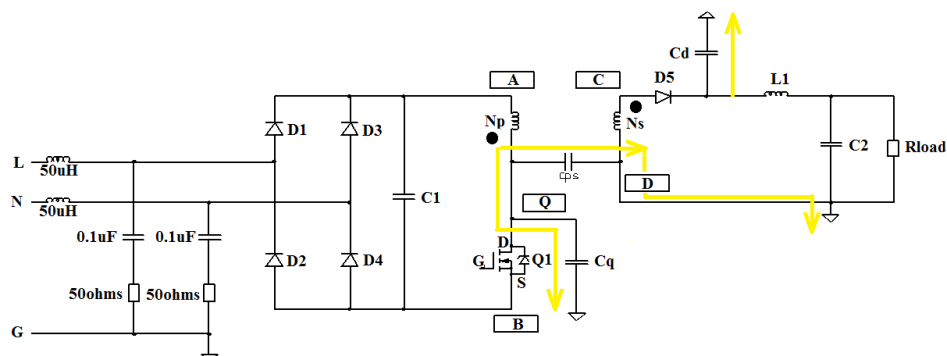 A
C
Cd
D5
L1
Np
Ns
D1
D3
L
50uH
Cps
C2
Rload
N
50uH
C1
D
Q
0.1uF
0.1uF
D
G
Q1
Cq
D2
D4
S
50ohms
50ohms
B
G